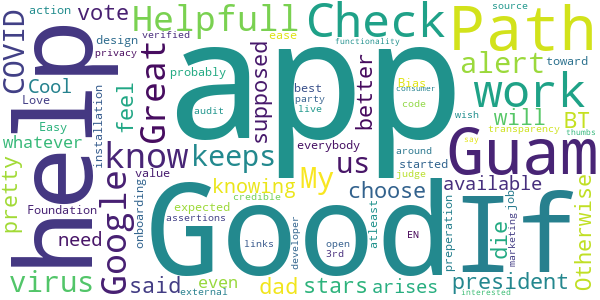 COVID
action
vote
Helpfull
Check
Path
source
Cool
design
verified
privacy
ease
functionality
alert
toward
Love
probably
Great
supposed
app
best
party
live
better
Bias
consumer
code
work
wish
help
Easy
whatever
installation
feel
audit
everybody
will
BT
transparency
thumbs
know
keeps
us
around
started
judge
Guam
say
pretty
Foundation
need
Google
onboarding
value
expected
assertions
knowing
credible
My
choose
available
preperation
die
marketing
job
Otherwise
virus
said
even
external
links
dad
Good
developer
stars
open
3rd
atleast
EN
arises
If
president
interested